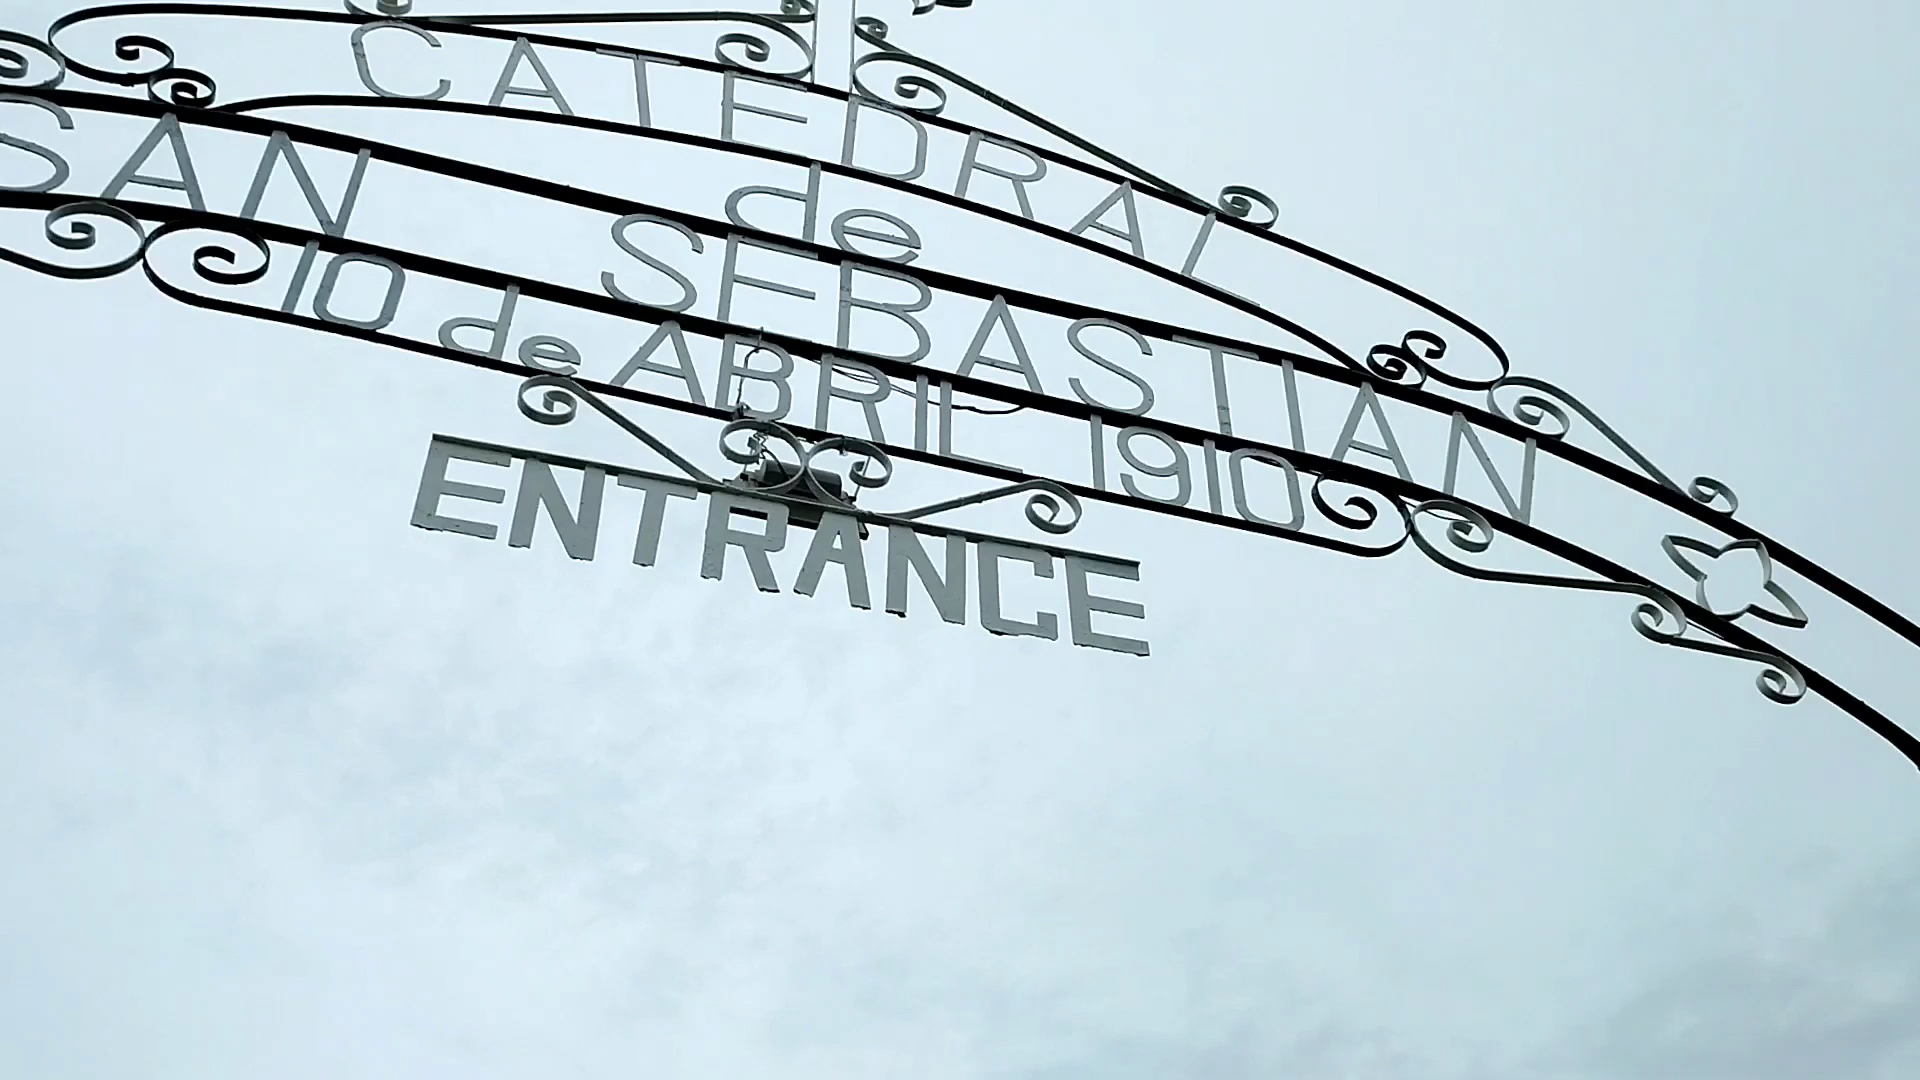 CATEDRAL
de
SAN SEBASTIAN
10 de ABRIL 1910
ENTRANCE